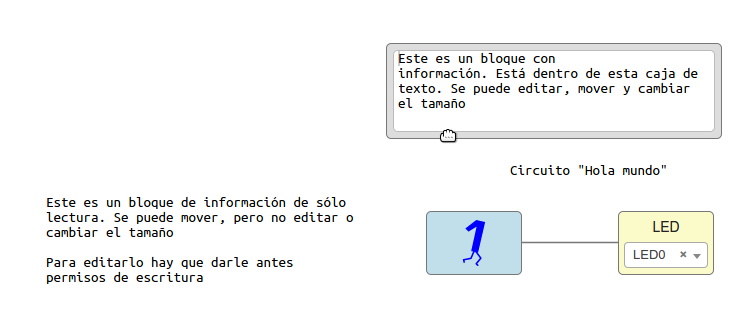 Este es un bloque con
información. Está dentro de esta caja de
texto. Se puede editar, mover y cambiar
el tamaño
Circuito "Hola mundo"
Este es un bloque de información de sólo
lectura. Se puede mover, pero no editar o
cambiar el tamaño
Para editarlo hay que darle antes
permisos de escritura
1
LED
LED0 ×